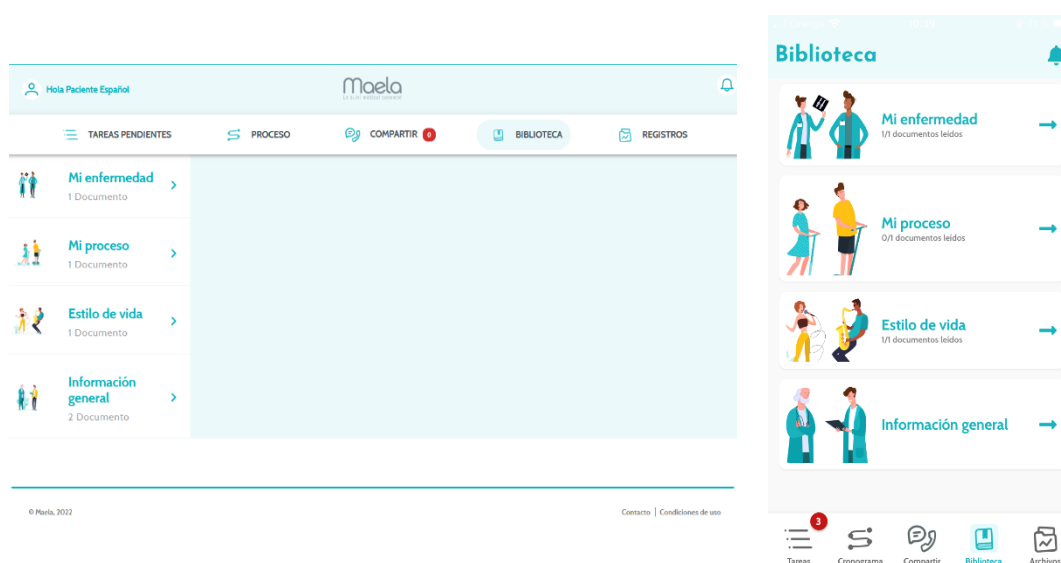 Hola Paciente Español
Maela
TAREAS PENDIENTES
PROCESO
COMPARTIR 0
BIBLIOTECA
REGISTROS
Mi enfermedad
1 Documento
Mi proceso
1 Documento
Estilo de vida
1 Documento
Información
general
2 Documento
© Maela, 2022
Contacto | Condiciones de uso
Biblioteca
Mi enfermedad
1/1 documentos leídos
Mi proceso
0/1 documentos leídos
Estilo de vida
1/1 documentos leídos
Información general
3
Tareas
Cronograma
Compartir
Biblioteca
Archivos